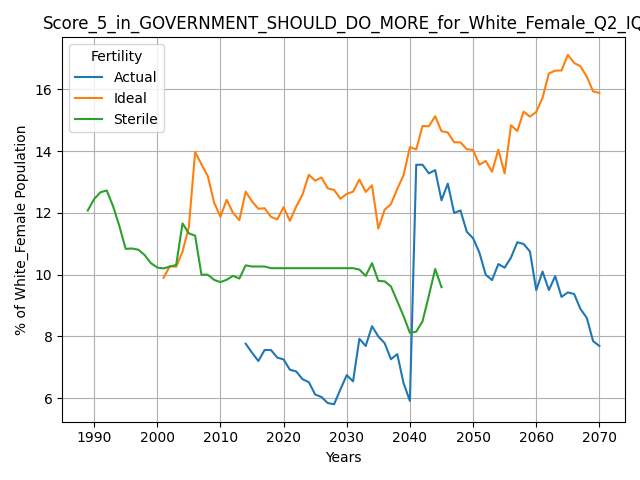 Score_5_in_GOVERNMENT_SHOULD_DO_MORE_for_White_Female_Q2_IQ
Fertility
Actual
Ideal
Sterile
% of White_Female Population
16
14
12
10
8
6
1990 2000 2010 2020 2030 2040 2050 2060 2070
Years